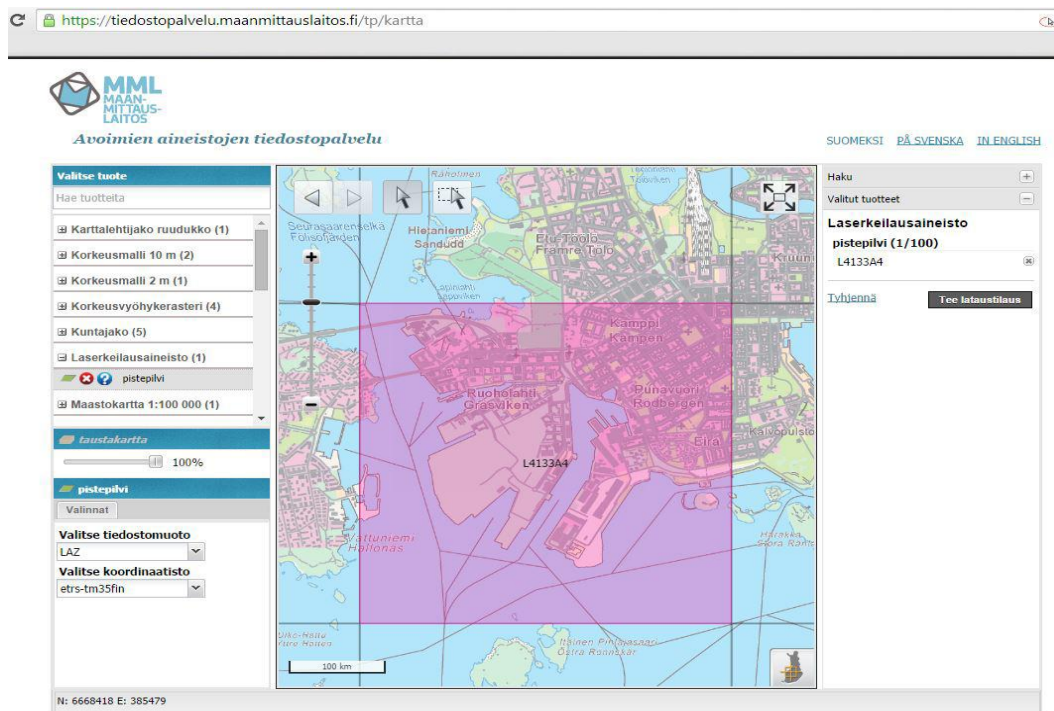 https://tiedostopalvelu.maanmittauslaitos.fi/tp/kartta
MML
MAAN-
MITTAUS-
LAITOS
Avoimien aineistojen tiedostopalvelu
SUOMEKSI PÅ SVENSKA IN ENGLISH
Valitse tuote
Hae tuotteita
Karttalehtijako ruudukko (1)
Korkeusmalli 10 m (2)
Korkeusmalli 2 m (1)
Korkeusvyöhykerasteri (4)
Kuntajako (5)
Laserkeilausaineisto (1)
pistepilvi
Maastokartta 1:100 000 (1)
taustakartta
100%
pistepilvi
Valinnat
Valitse tiedostomuoto
LAZ
Valitse koordinaatisto
etrs-tm35fin
Seurasaarenselkä
Fölisöfjärden
Hietaniemi
Sandudd
Etu-Töölö
Främre Tölö
Kamppi
Kampen
Ruoholahti
Gräsviken
Punavuori
Rödbergen
Eira
L4133A4
Vattuniemi
Hallonäs
Harakka
100 km
Haku
Valitut tuotteet
Laserkeilausaineisto
pistepilvi (1/100)
L4133A4
Tyhjennä Tee lataustilaus
N: 6668418 E: 385479